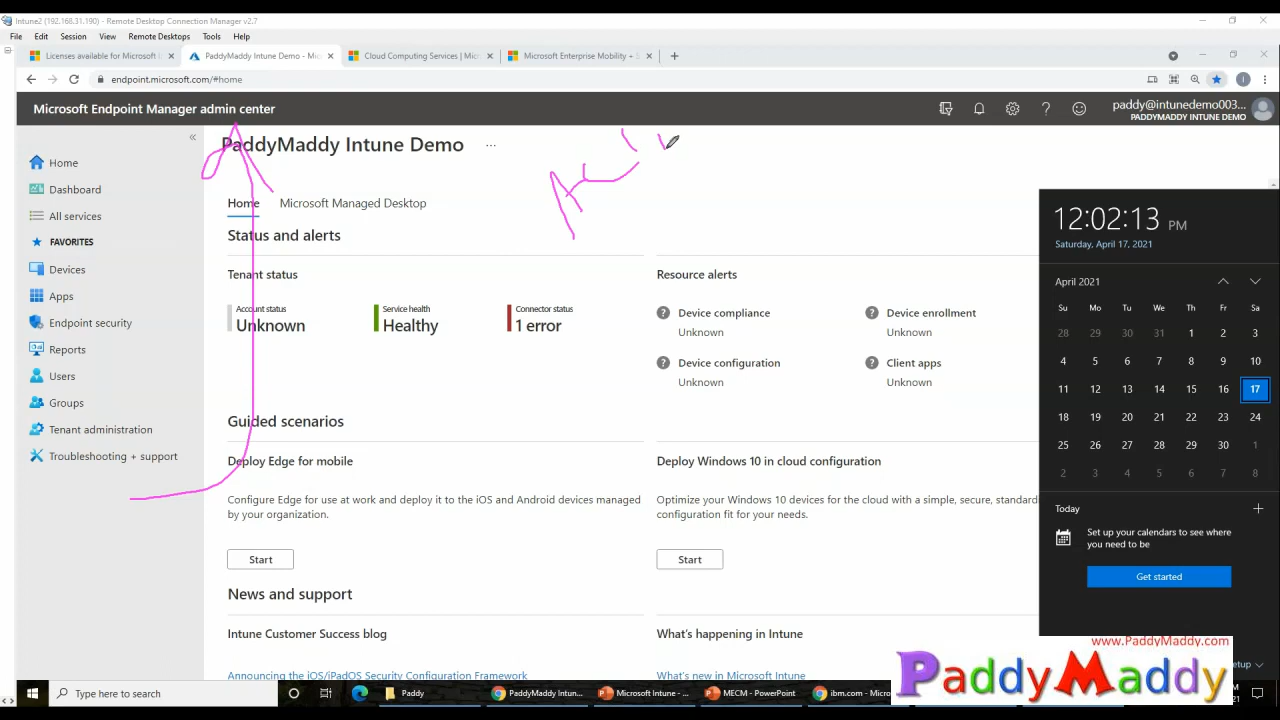 Intune2 (192.168.31.190) - Remote Desktop Connection Manager v2.7
File Edit Session View Remote Desktops Tools Help
Licenses available for Microsoft
PaddyMaddy Intune Demo - Mic
Cloud Computing Services | Mic
Microsoft Enterprise Mobility + S
endpoint.microsoft.com/#home
Microsoft Endpoint Manager admin center
paddy@intunedemo003...
PADDYMADDY INTUNE DEMO
PaddyMaddy Intune Demo ...
Home
Dashboard
All services
FAVORITES
Devices
Apps
Endpoint security
Reports
Users
Groups
Tenant administration
Troubleshooting + support
Home Microsoft Managed Desktop
Status and alerts
Tenant status
Account status
Unknown
Service health
Healthy
Connector status
1 error
Resource alerts
Device compliance
Unknown
Device enrollment
Unknown
Device configuration
Unknown
Client apps
Unknown
Guided scenarios
Deploy Edge for mobile
Configure Edge for use at work and deploy it to the iOS and Android devices managed
by your organization.
Start
Deploy Windows 10 in cloud configuration
Optimize your Windows 10 devices for the cloud with a simple, secure, standard
configuration fit for your needs.
Start
News and support
Intune Customer Success blog
Announcing the iOS/iPadOS Security Configuration Framework
What's happening in Intune
What's new in Microsoft Intune
12:02:13 PM
Saturday, April 17, 2021
April 2021
Su Mo Tu We Th Fr Sa
28 29 30 31 1 2 3
4 5 6 7 8 9 10
11 12 13 14 15 16 17
18 19 20 21 22 23 24
25 26 27 28 29 30 1
2 3 4 5 6 7 8
Today
Set up your calendars to see where
you need to be
Get started
www.PaddyMaddy.com
PaddyMaddy
Type here to search
Paddy
PaddyMaddy Intun...
Microsoft Intune - ...
MECM - PowerPoint
ibm.com - Micros